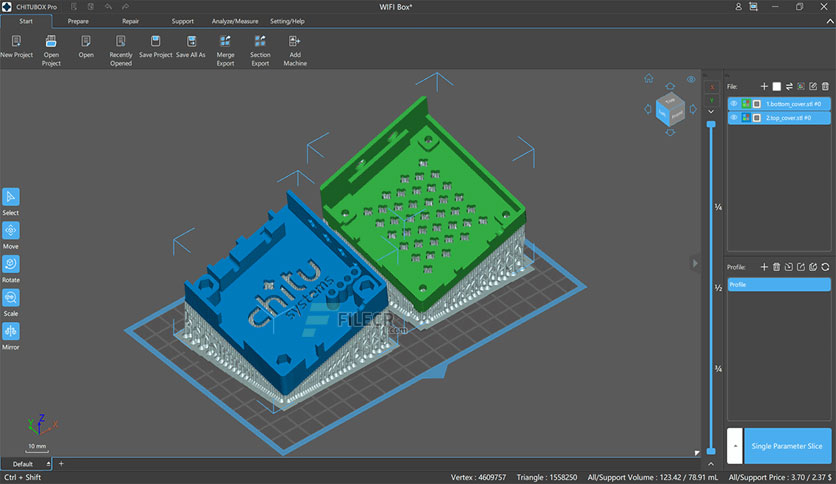 CHITUBOX Pro
WIFI Box*
Start Prepare Repair Support Analyze/Measure Setting/Help
New Project
Open Project
Open
Recently Opened
Save Project
Save All As
Merge Export
Section Export
Add Machine
File:
1.bottom_cover.stl #0
2.top_cover.stl #0
Select
Move
Rotate
Scale
Mirror
chitu
systems
FILECR
.com
1/4
1/2
3/4
Profile:
Profile
Single Parameter Slice
Z
X
10 mm
Default
Ctrl + Shift
Vertex : 4609757 Triangle : 1558250 All/Support Volume : 123.42 / 78.91 mL All/Support Price : 3.70 / 2.37 $